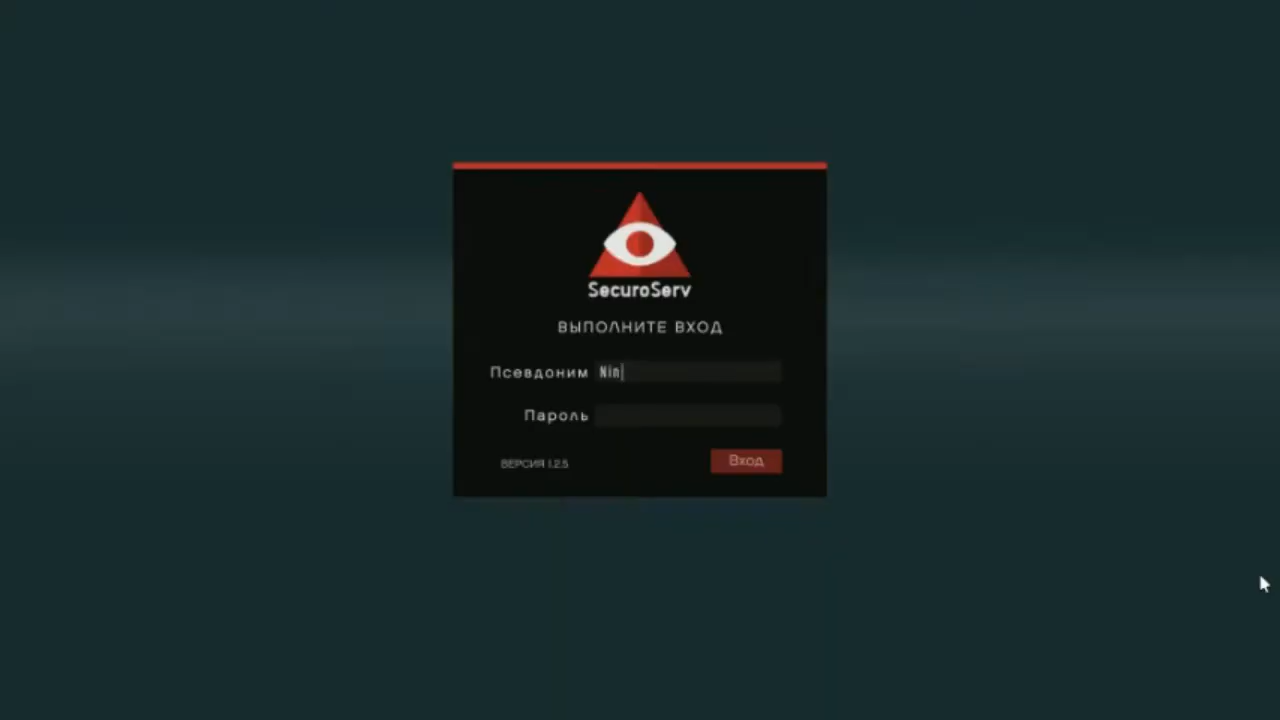 SecuroServ
ВЫПОЛНИТЕ ВХОД
Псевдоним Nin
Пароль
ВЕРСИЯ 1.2.5 Вход